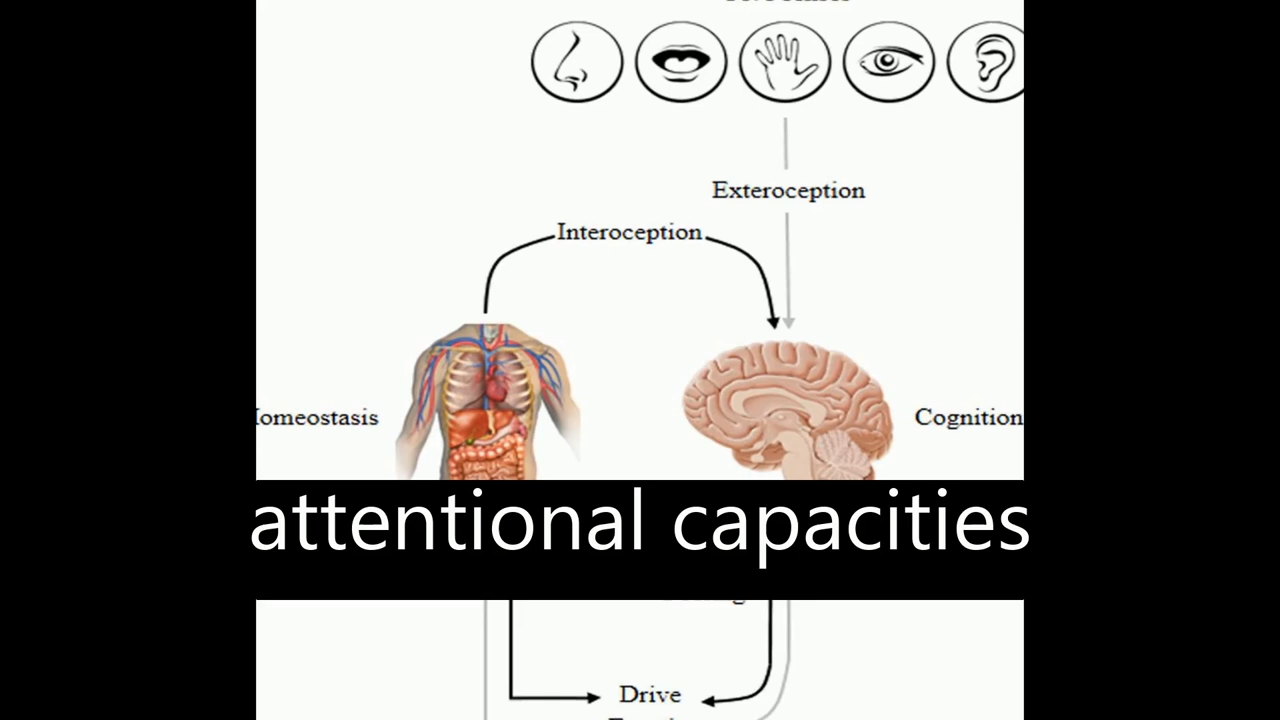 Exteroception
Interoception
omeostasis
Cognition
attentional capacities
Drive